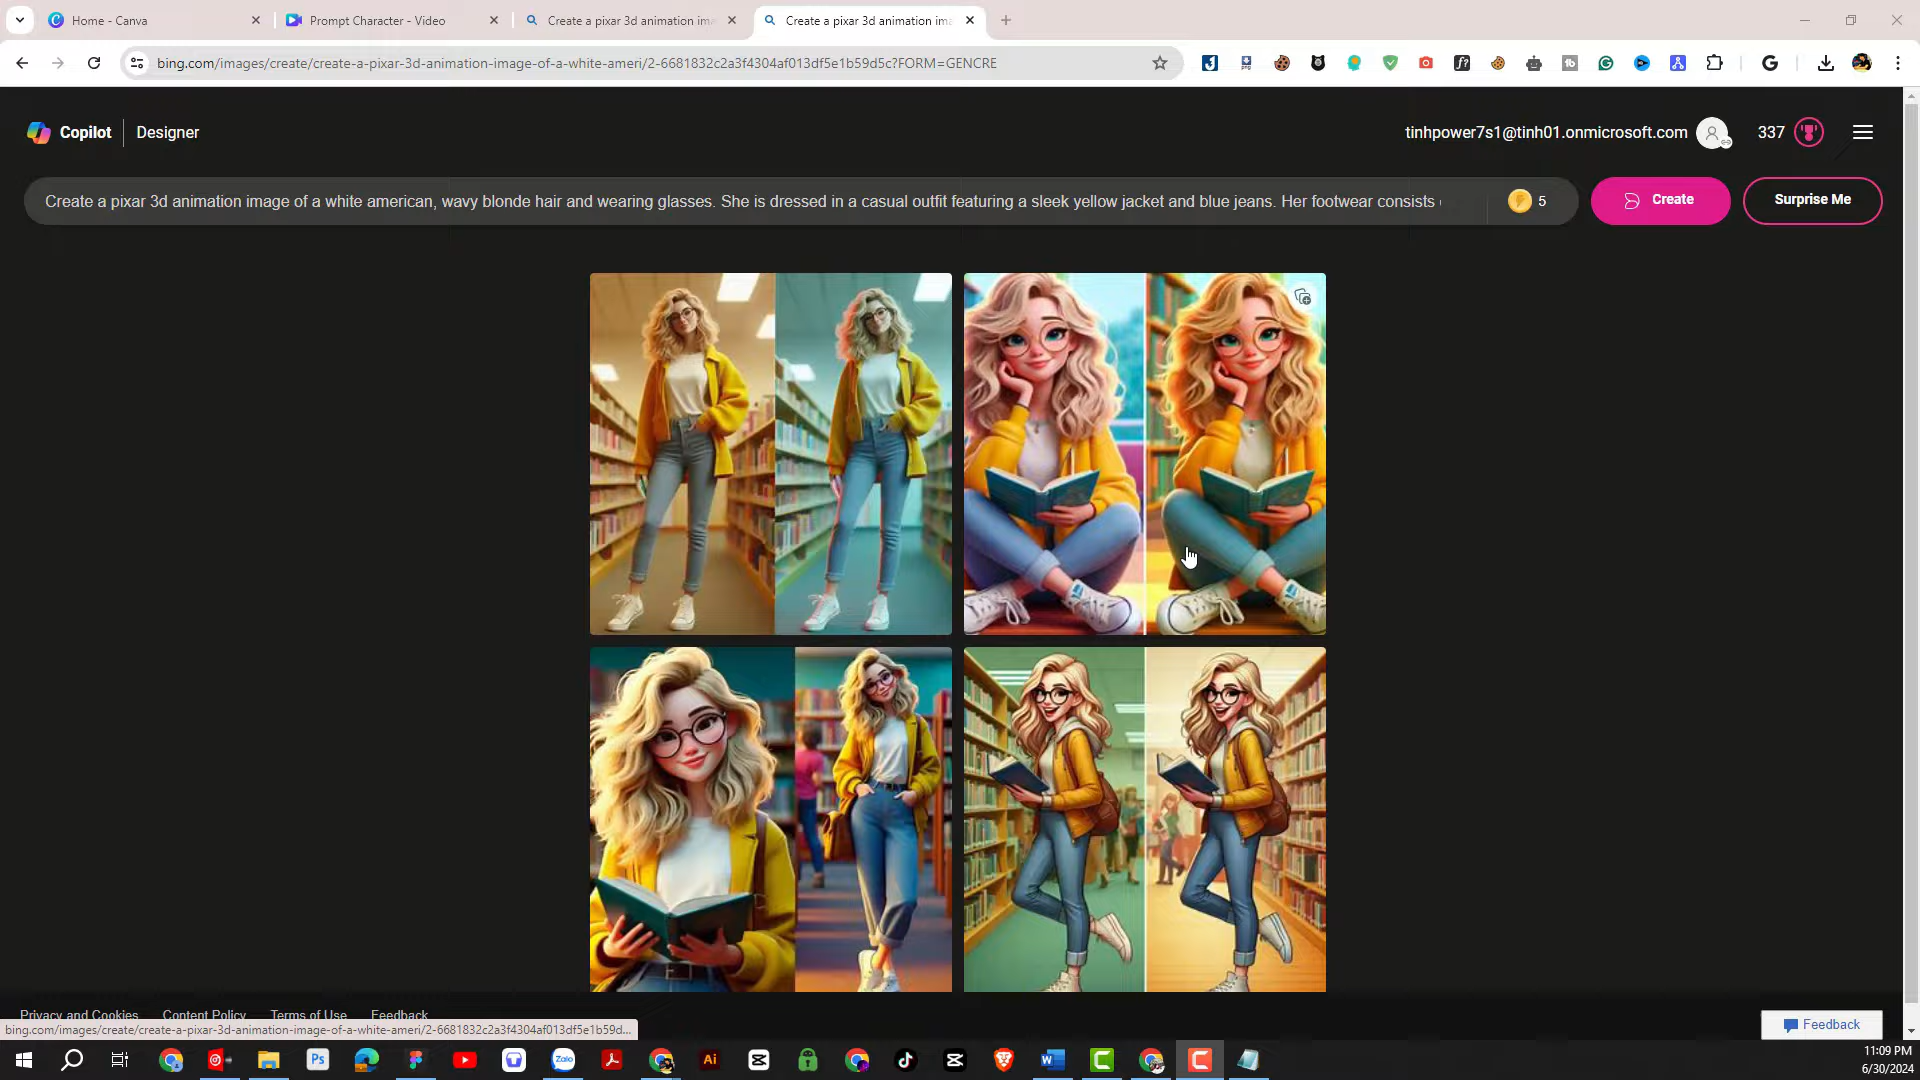 Home - Canva
Prompt Character - Video
Create a pixar 3d animation im
Create a pixar 3d animation im
bing.com/images/create/create-a-pixar-3d-animation-image-of-a-white-ameri/2-6681832c2a3f4304af013df5e1b59d5c?FORM=GENCRE
Copilot Designer
tinhpower7s1@tinh01.onmicrosoft.com 337
Create a pixar 3d animation image of a white american, wavy blonde hair and wearing glasses. She is dressed in a casual outfit featuring a sleek yellow jacket and blue jeans. Her footwear consists
5
Create
Surprise Me
Privacy and Cookies Content Policy Terms of Use Feedback
bing.com/images/create/create-a-pixar-3d-animation-image-of-a-white-ameri/2-6681832c2a3f4304af013df5e1b59d...
Feedback
Ps
Zalo
Ai
W
C
C
11:09 PM
6/30/2024